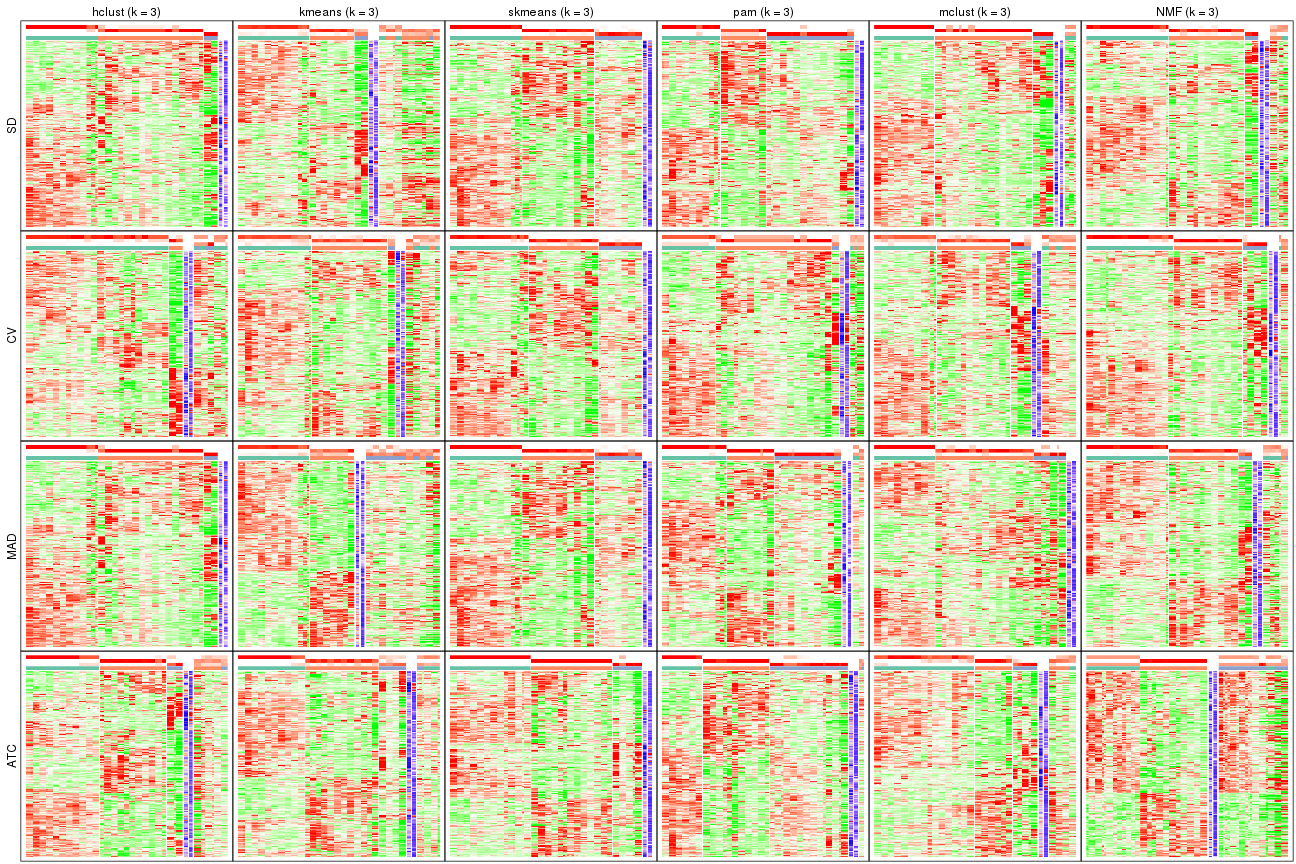 hclust (k = 3) kmeans (k = 3) skmeans (k = 3) pam (k = 3) mclust (k = 3) NMF (k = 3)
SD
CV
MAD
ATC